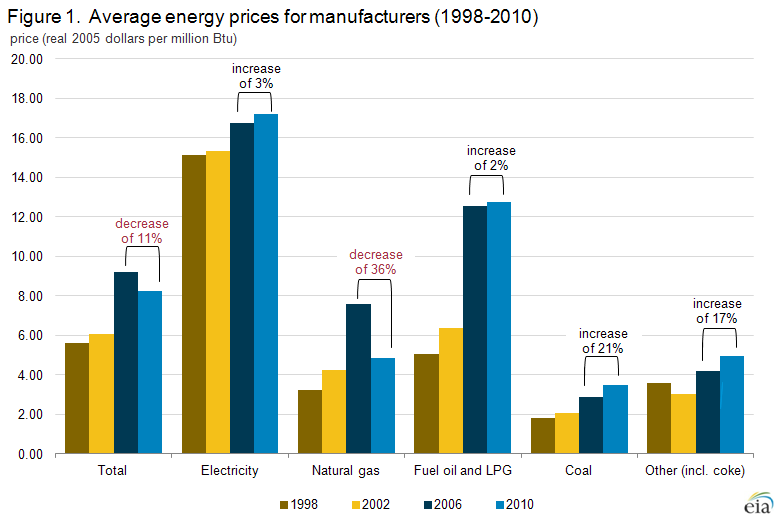 Figure 1.  Average energy prices for manufacturers (1998-2010)
price (real 2005 dollars per million Btu)
20.00
18.00
16.00
14.00
12.00
10.00
8.00
6.00
4.00
2.00
0.00
decrease
of 11%
increase
of 3%
decrease
of 36%
increase
of 2%
increase
of 21%
increase
of 17%
Total
Electricity
Natural gas
Fuel oil and LPG
Coal
Other (incl. coke)
1998
2002
2006
2010
eia